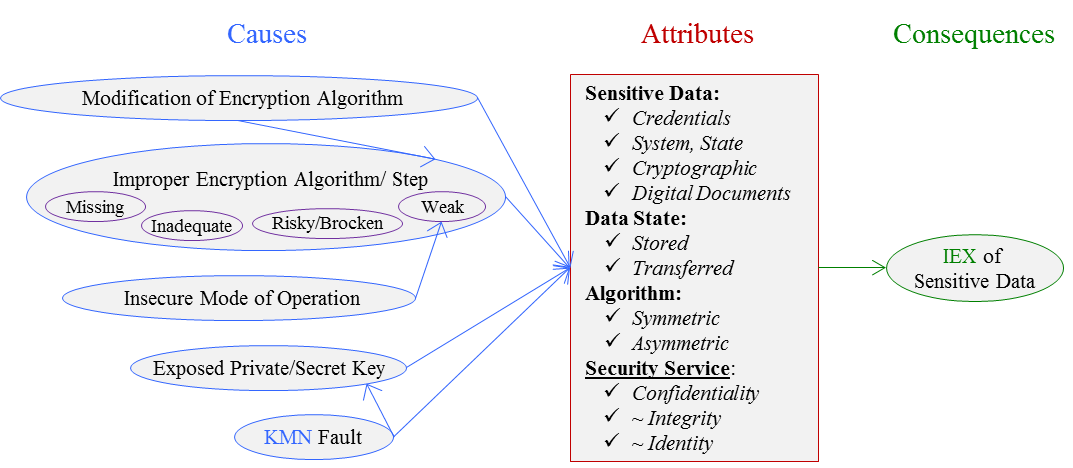 Causes
Attributes
Consequences
Modification of Encryption Algorithm
Improper Encryption Algorithm/ Step
Missing
Inadequate
Risky/Brocken
Weak
Insecure Mode of Operation
Exposed Private/Secret Key
KMN Fault
Sensitive Data:
✓ Credentials
✓ System, State
✓ Cryptographic
✓ Digital Documents
Data State:
✓ Stored
✓ Transferred
Algorithm:
✓ Symmetric
✓ Asymmetric
Security Service:
✓ Confidentiality
✓ ~ Integrity
✓ ~ Identity
IEX of
Sensitive Data